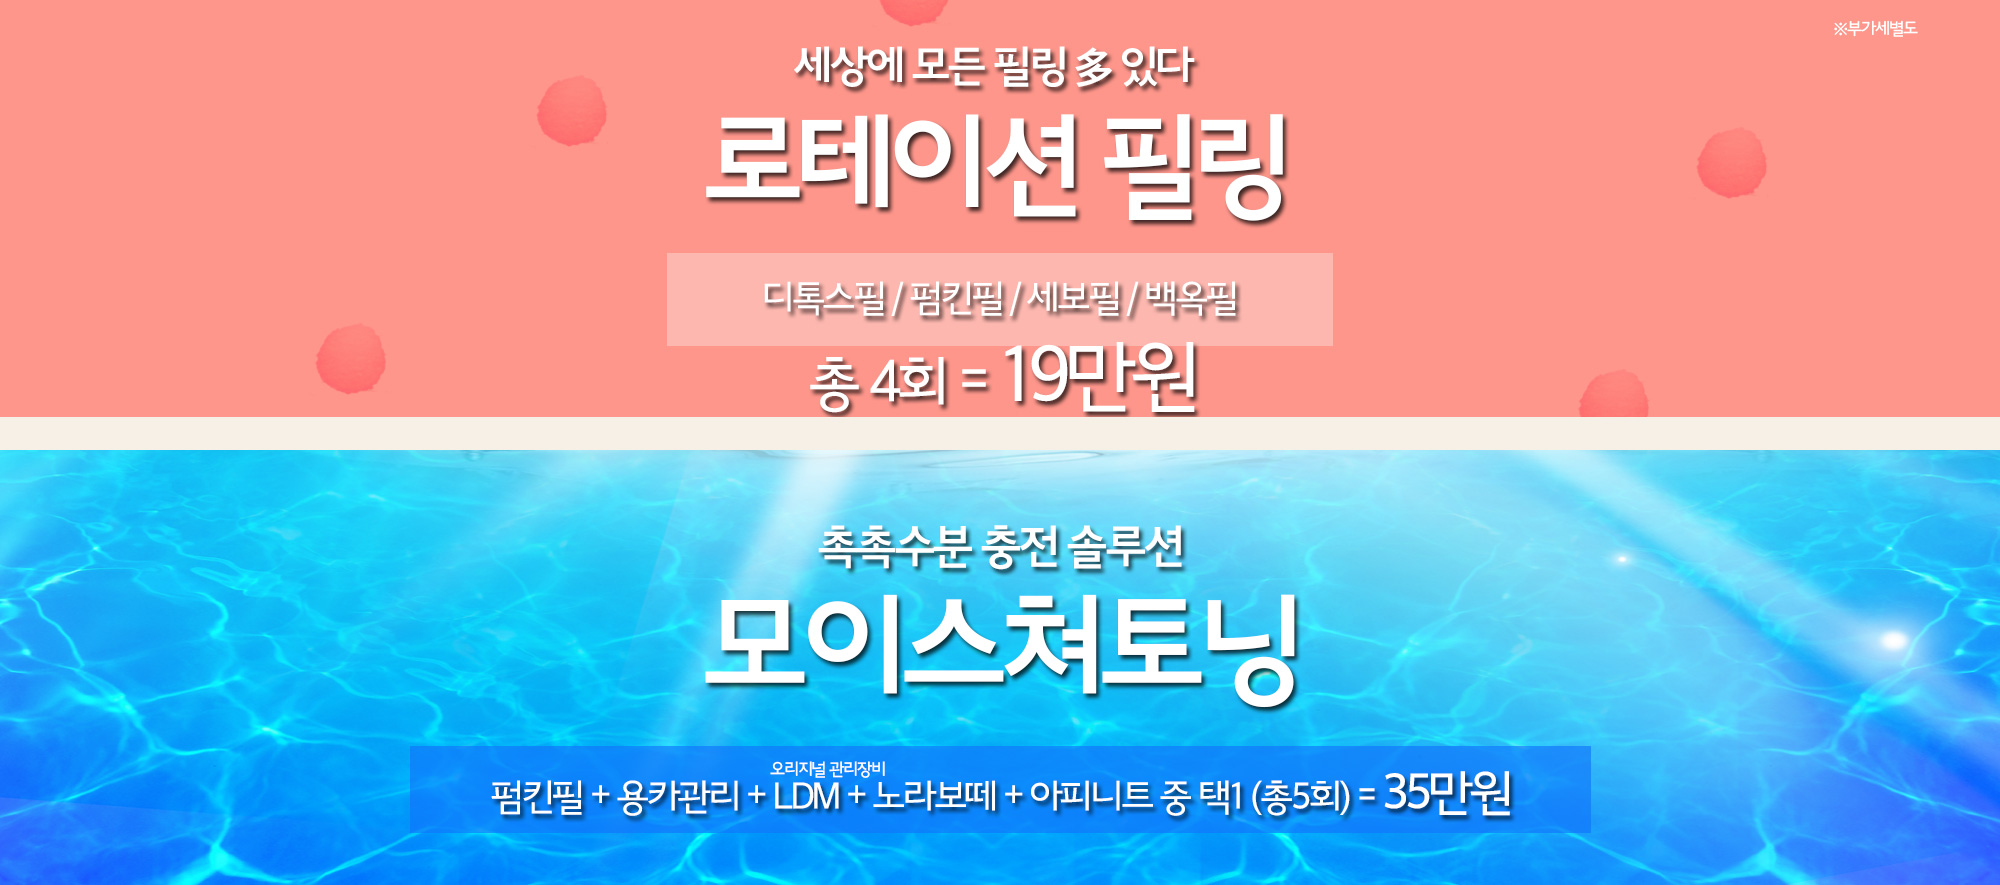 ※부가세별도
세상에 모든 필링 多 있다
로테이션 필링
디톡스필 / 펌킨필 / 세보필 / 백옥필
총 4회 = 19만원
촉촉수분 충전 솔루션
모이스쳐토닝
오리지널 관리장비
펌킨필 + 용카관리 + LDM + 노라보떼 + 아피니트 중 택1 (총5회) = 35만원